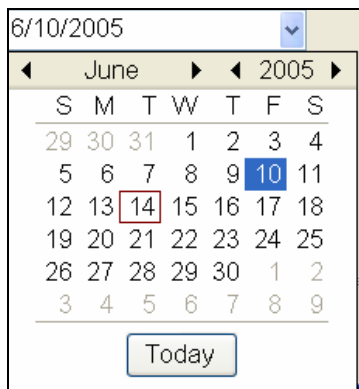 6/10/2005
June 2005
S M T W T F S
29 30 31 1 2 3 4
5 6 7 8 9 10 11
12 13 14 15 16 17 18
19 20 21 22 23 24 25
26 27 28 29 30 1 2
3 4 5 6 7 8 9
Today